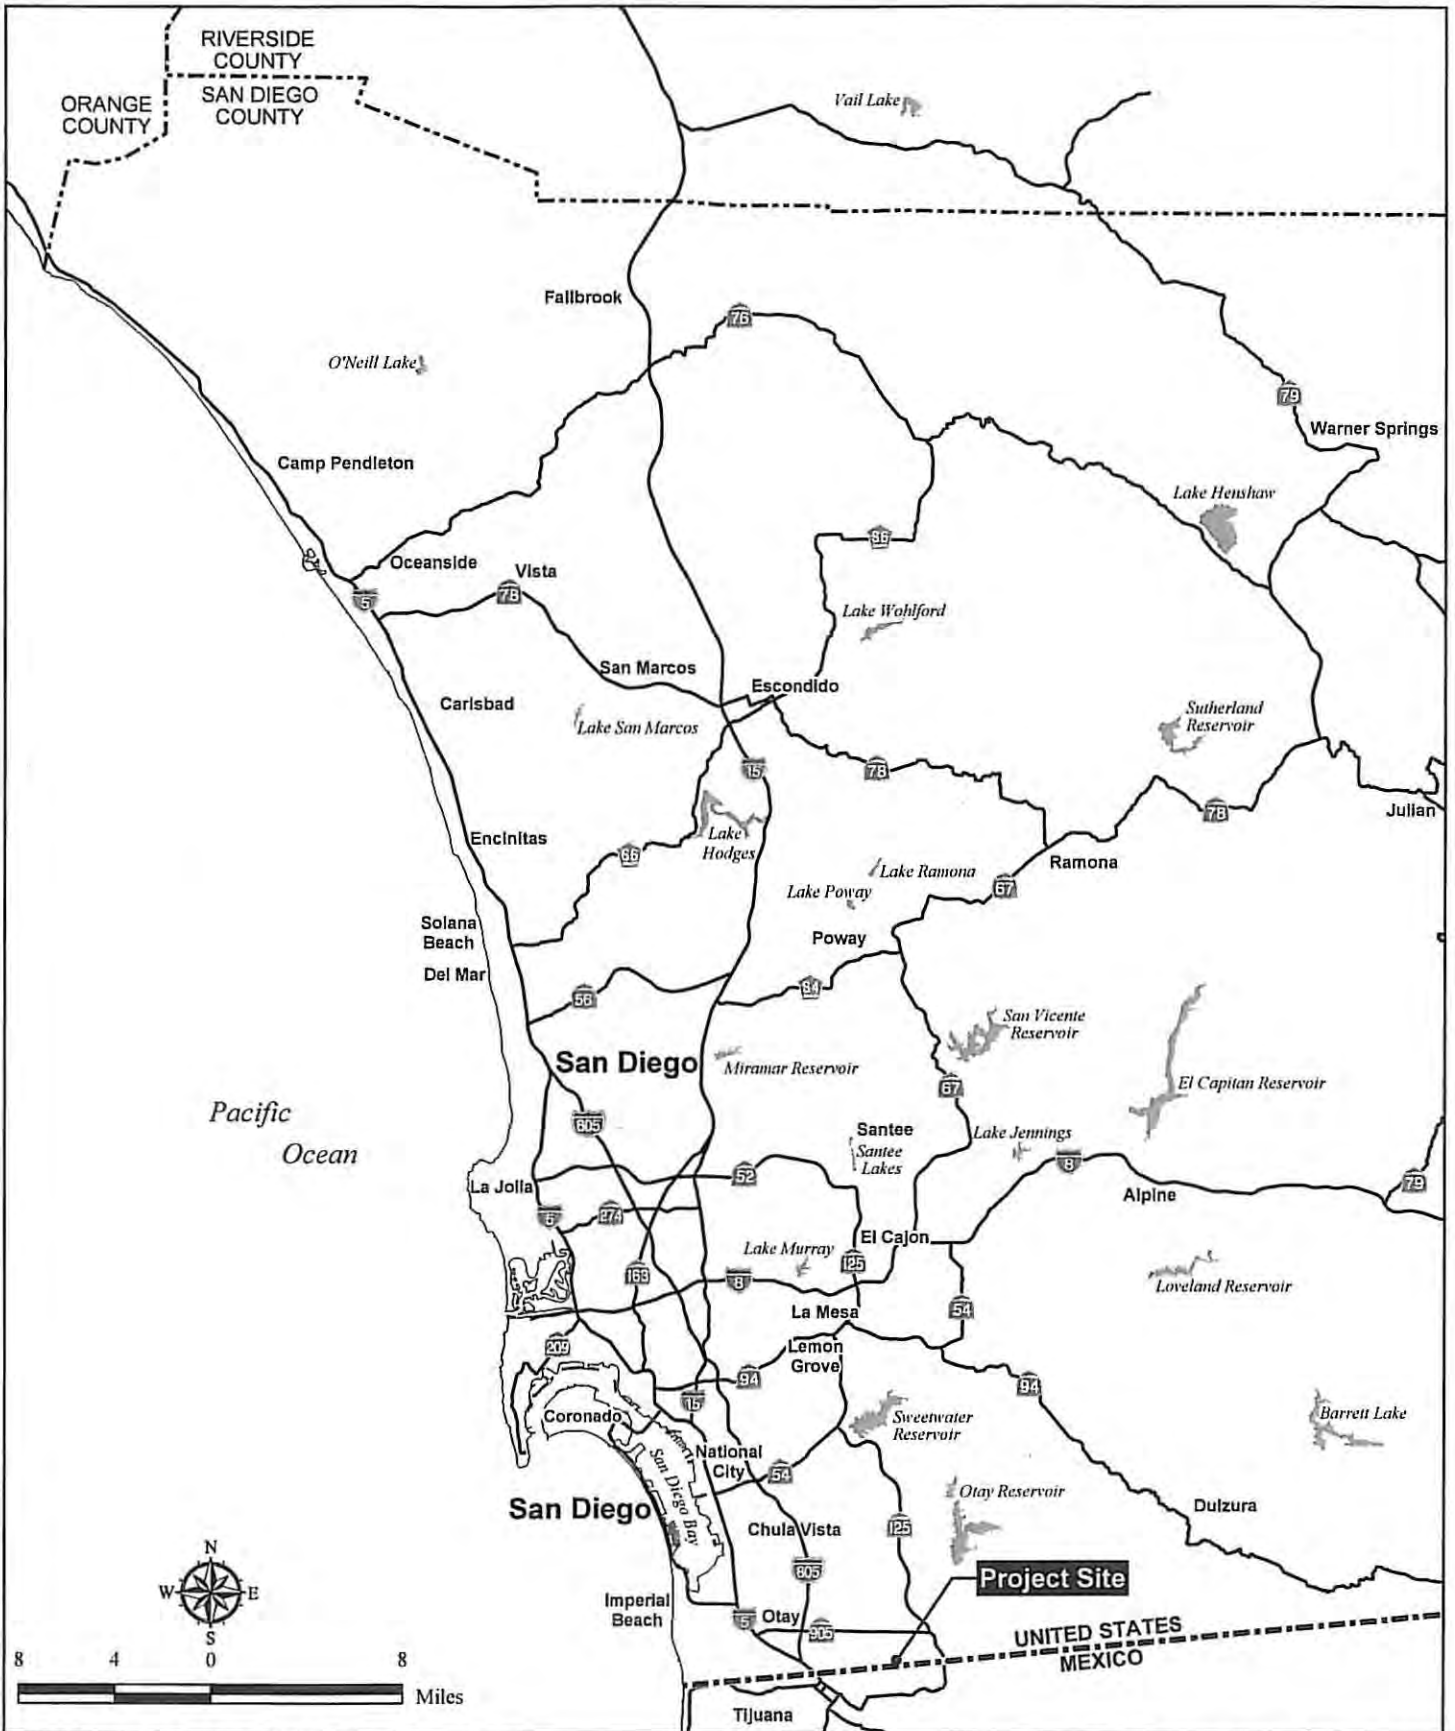 RIVERSIDE
COUNTY
ORANGE
COUNTY
SAN DIEGO
COUNTY
Vail Lake
Fallbrook
76
O'Neill Lake
79
Warner Springs
Camp Pendleton
Lake Henshaw
S6
Oceanside
Vista
5
78
Lake Wohlford
San Marcos
Escondido
Carlsbad
Lake San Marcos
Sutherland
Reservoir
15
78
78
Julian
Encinitas
Lake
Hodges
S6
Ramona
Lake Ramona
67
Lake Poway
Solana
Beach
Poway
Del Mar
56
S4
San Vicente
Reservoir
San Diego
Miramar Reservoir
67
El Capitan Reservoir
Pacific
Ocean
805
Santee
Santee
Lakes
Lake Jennings
8
52
La Jolla
Alpine
79
5
274
El Cajon
Lake Murray
125
163
8
Loveland Reservoir
La Mesa
54
209
Lemon
Grove
94
94
15
Coronado
Sweetwater
Reservoir
Barrett Lake
National
City
54
San Diego Bay
Otay Reservoir
San Diego
Dulzura
Chula Vista
125
N
W
E
S
805
Project Site
Imperial
Beach
5
Otay
905
UNITED STATES
MEXICO
8
4
0
8
Miles
Tijuana